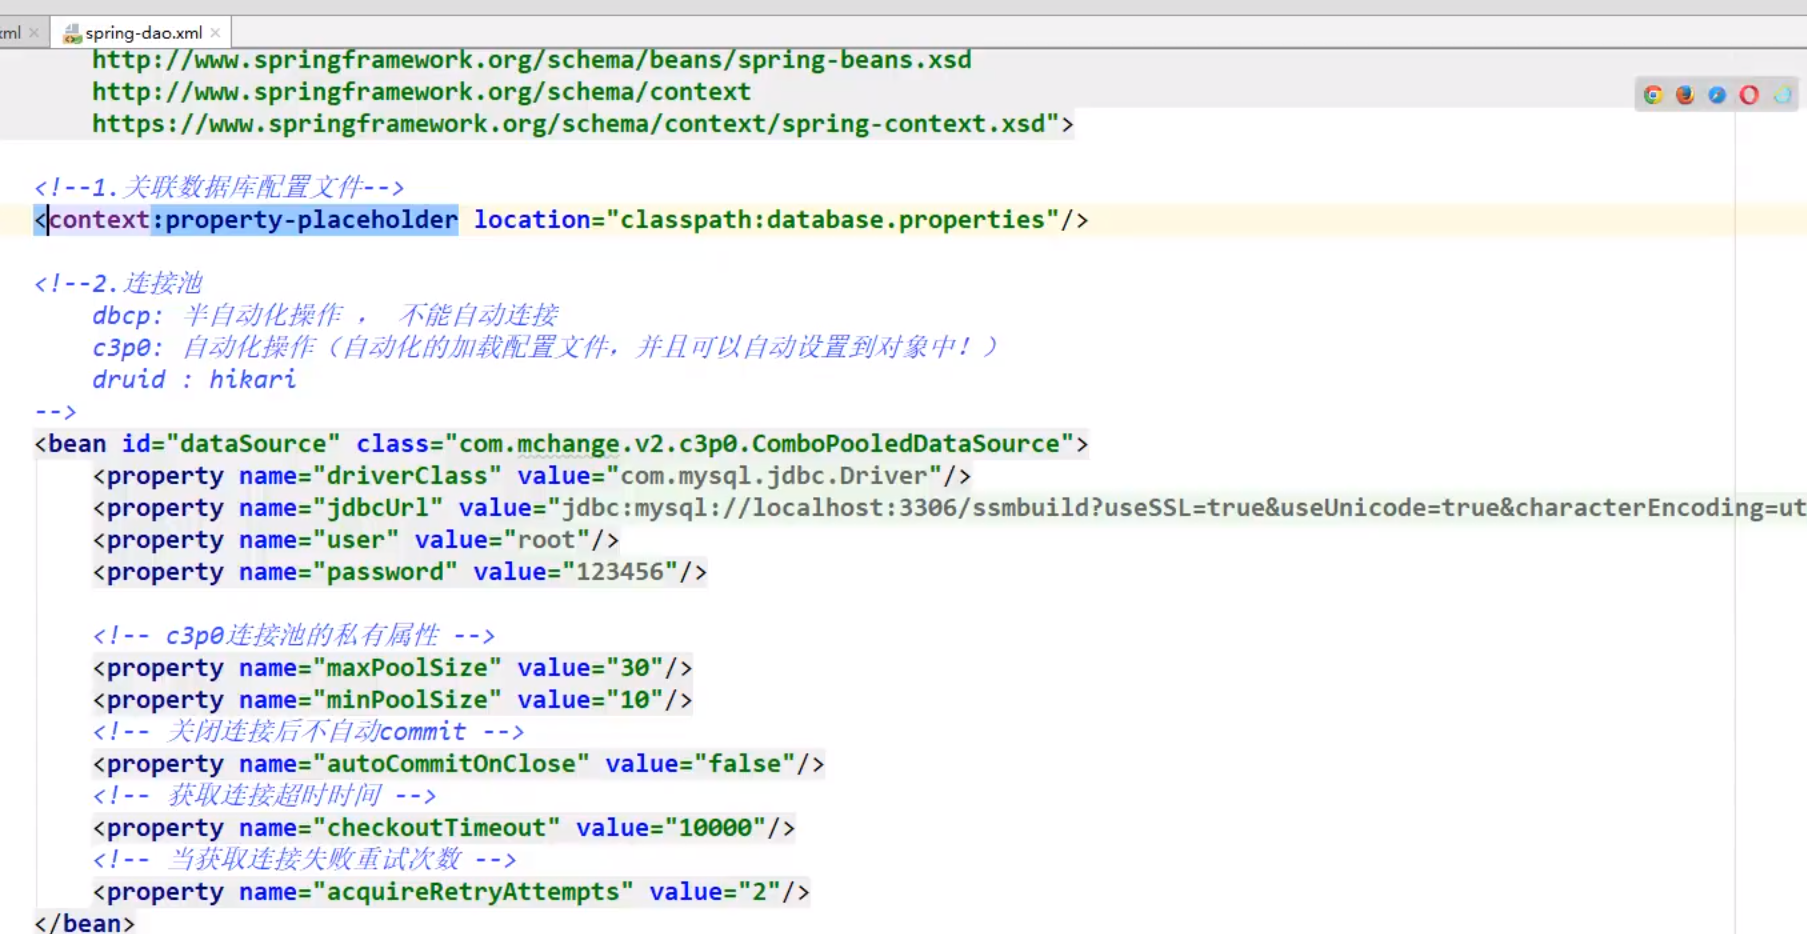 xml
spring-dao.xml
http://www.springframework.org/schema/beans/spring-beans.xsd
http://www.springframework.org/schema/context
https://www.springframework.org/schema/context/spring-context.xsd">
<!--1.关联数据库配置文件-->
<context:property-placeholder location="classpath:database.properties"/>
<!--2.连接池
dbcp: 半自动化操作 ， 不能自动连接
c3p0: 自动化操作（自动化的加载配置文件，并且可以自动设置到对象中！）
druid : hikari
-->
<bean id="dataSource" class="com.mchange.v2.c3p0.ComboPooledDataSource">
<property name="driverClass" value="com.mysql.jdbc.Driver"/>
<property name="jdbcUrl" value="jdbc:mysql://localhost:3306/ssmbuild?useSSL=true&useUnicode=true&characterEncoding=ut
<property name="user" value="root"/>
<property name="password" value="123456"/>
<!-- c3p0连接池的私有属性 -->
<property name="maxPoolSize" value="30"/>
<property name="minPoolSize" value="10"/>
<!-- 关闭连接后不自动commit -->
<property name="autoCommitOnClose" value="false"/>
<!-- 获取连接超时时间 -->
<property name="checkoutTimeout" value="10000"/>
<!-- 当获取连接失败重试次数 -->
<property name="acquireRetryAttempts" value="2"/>
</bean>